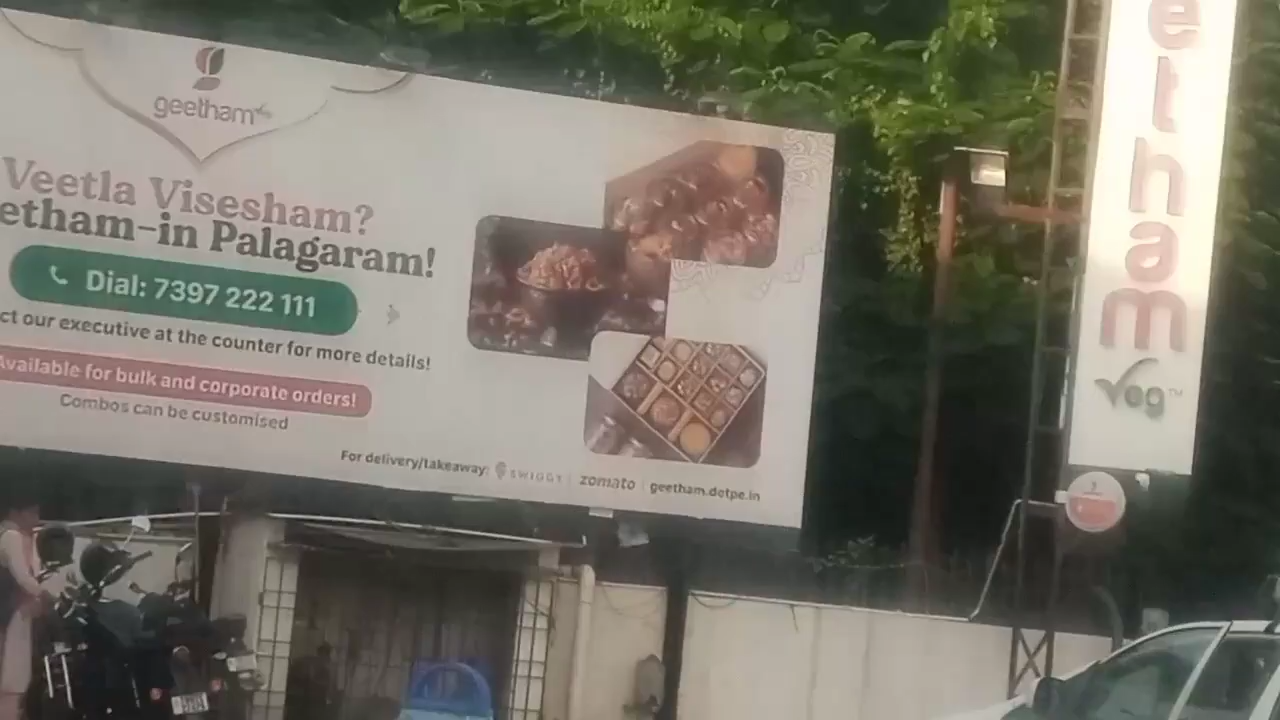 geetham
Veetla Visesham?
etham-in Palagaram!
Dial: 7397 222 111
ct our executive at the counter for more details!
Available for bulk and corporate orders!
Combos can be customised
For delivery/takeaway: SWIGGY | zomato | geetham.dotpe.in
etham
Veg™